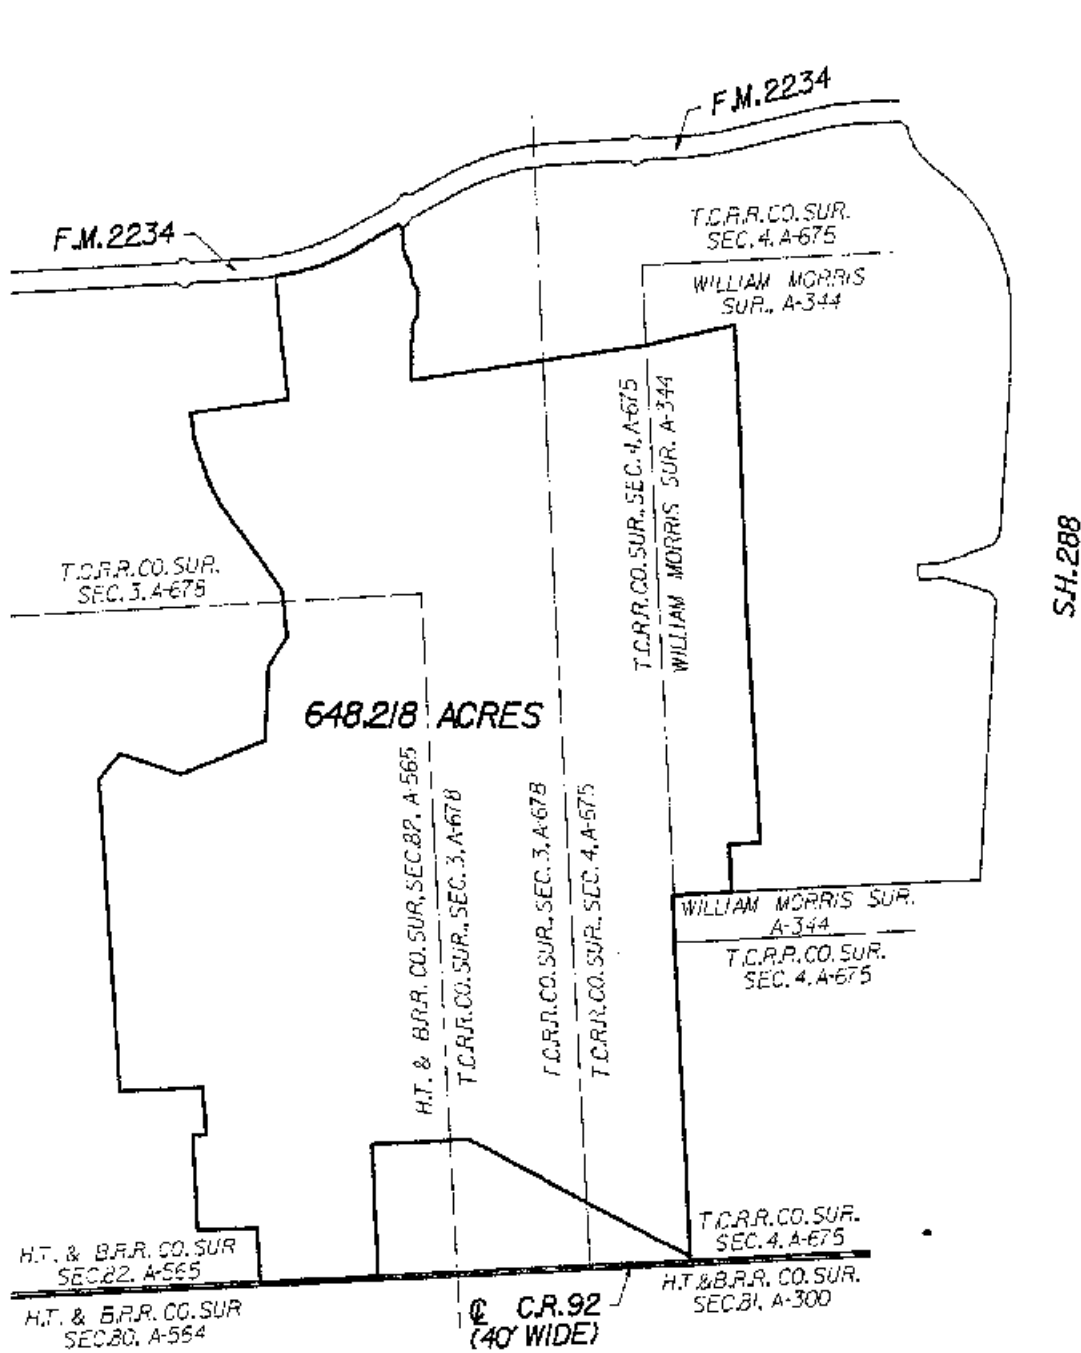 F.M.2234
F.M.2234
T.C.R.R.CO.SUR.
SEC.4, A-675
WILLIAM MORRIS
SUR., A-344
T.C.R.R.CO.SUR., SEC.4, A-675
WILLIAM MORRIS SUR. A-344
S.H.288
T.C.R.R.CO.SUR.
SEC.3, A-678
648.218 ACRES
H.T. & B.R.R. CO.SUR, SEC.82, A-565
T.C.R.R.CO.SUR., SEC.3, A-678
T.C.R.R.CO.SUR., SEC.3, A-678
T.C.R.R.CO.SUR., SEC.4, A-675
WILLIAM MORRIS SUR.
A-344
T.C.R.R.CO.SUR.
SEC.4, A-675
T.C.R.R.CO.SUR.
SEC.4, A-675
H.T. & B.R.R. CO.SUR
SEC.82, A-565
H.T. & B.R.R. CO.SUR
SEC.80, A-564
H.T.&B.R.R. CO.SUR.
SEC.81, A-300
℄ C.R.92
(40' WIDE)